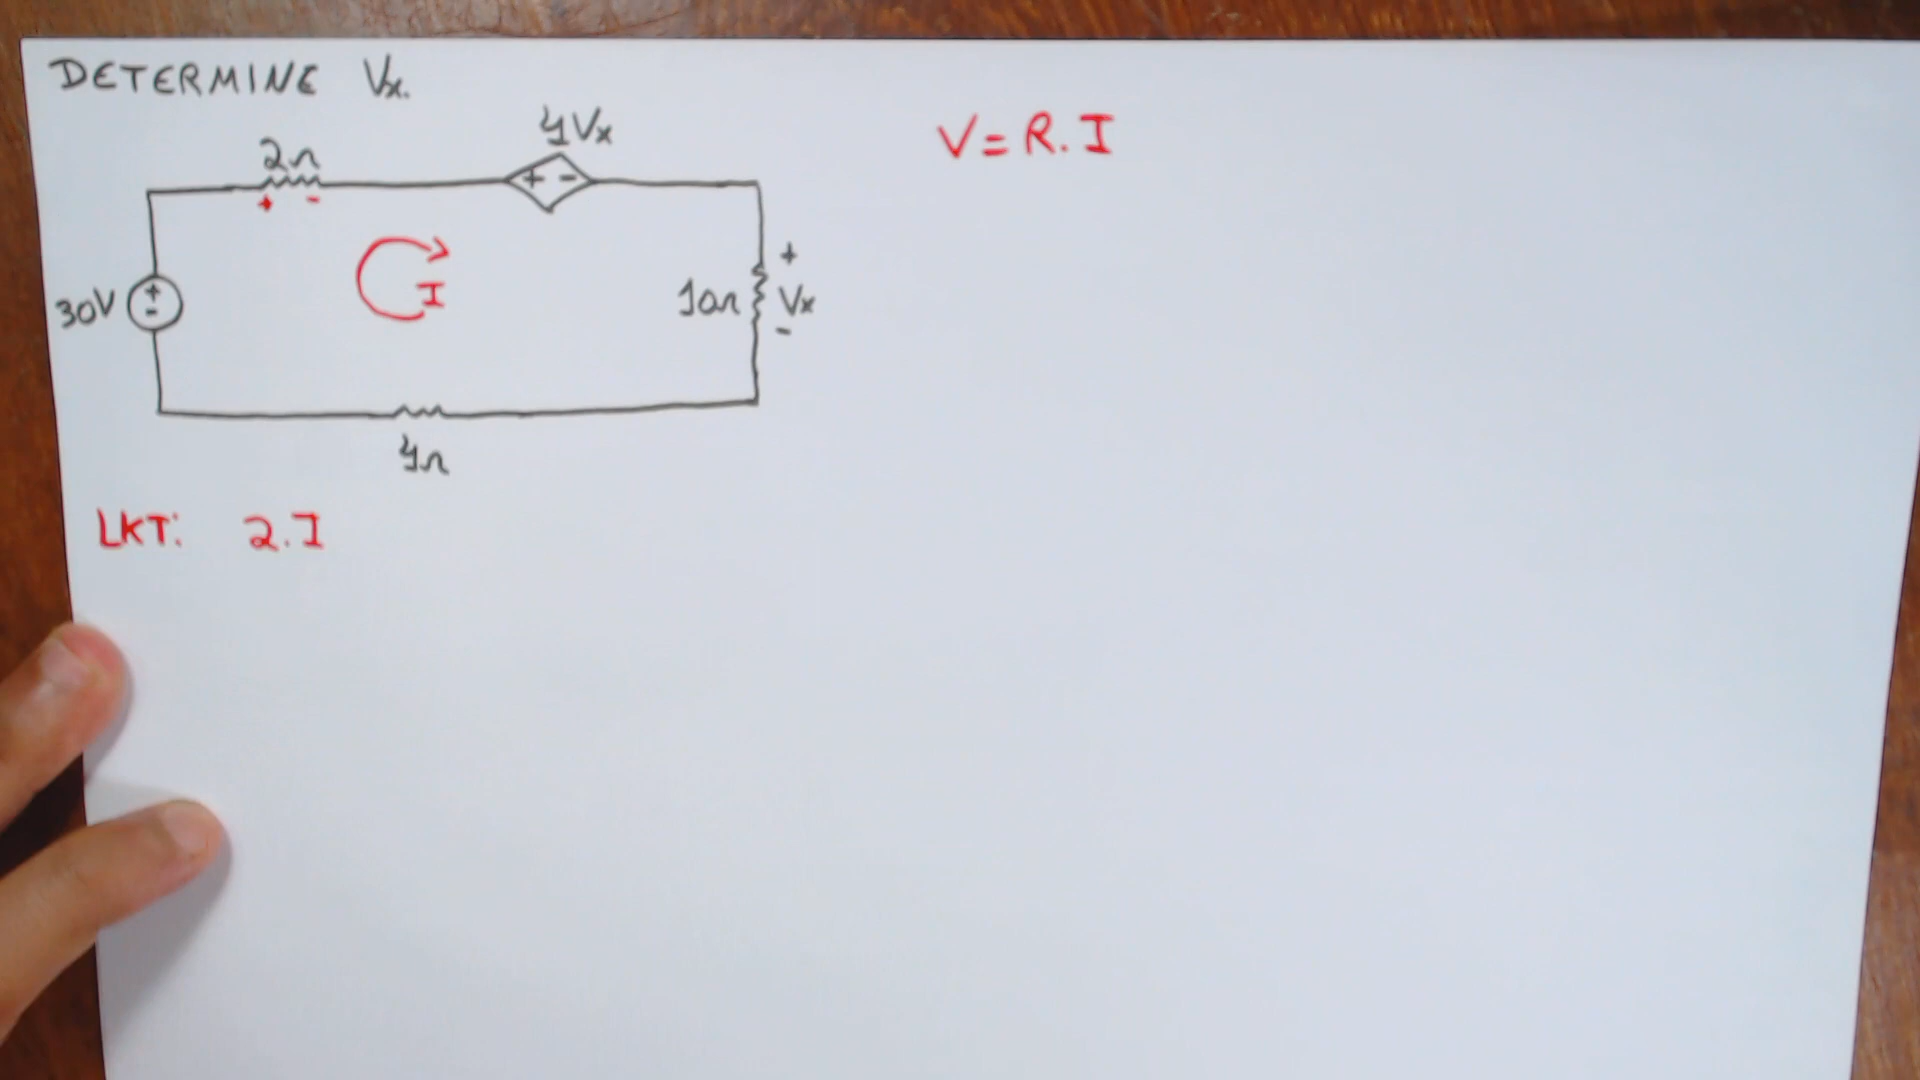 DETERMINE Vx.
4Vx
V = R. I
2Ω
+ -
+ -
+
I
10Ω
Vx
-
30V
+
-
4Ω
LKT: 2.I